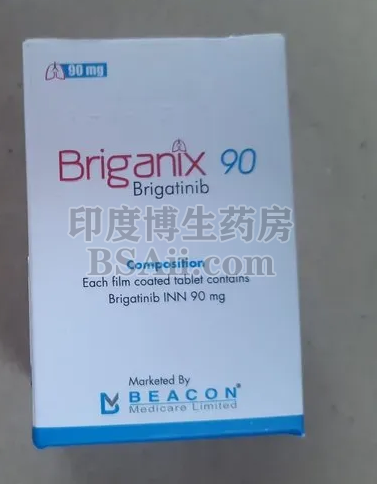 90 mg
Briganix 90
Brigatinib
印度博生药房
BSAii.com
Composition
Each film coated tablet contains
Brigatinib INN 90 mg
Marketed By
BEACON®
Medicare Limited